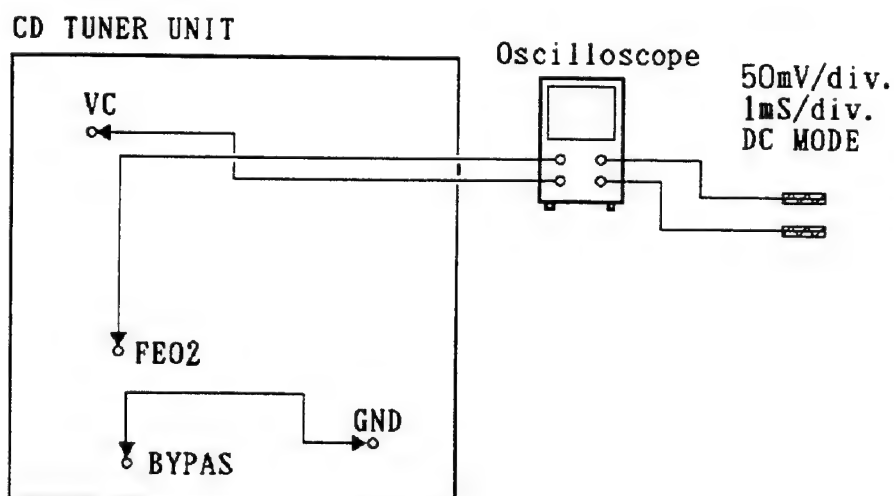 CD TUNER UNIT
Oscilloscope
50mV/div.
1mS/div.
DC MODE
VC
FEO2
GND
BYPAS